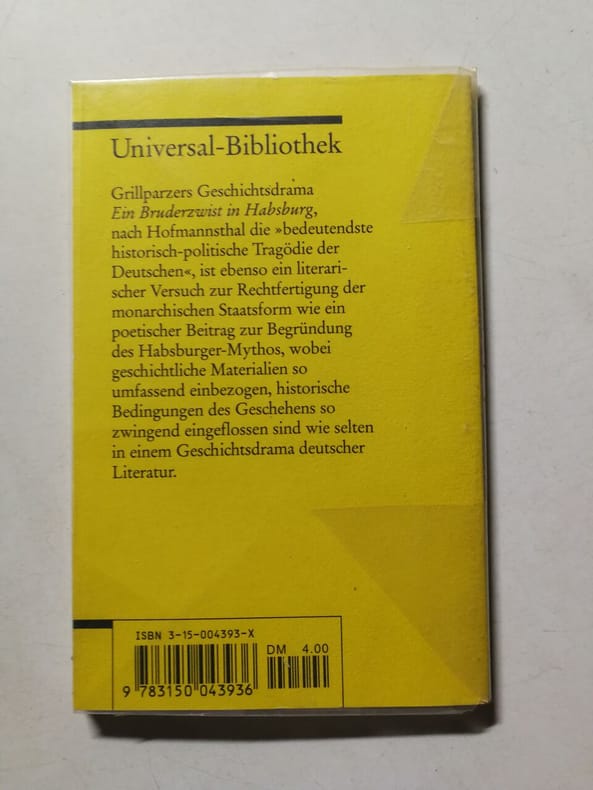 Universal-Bibliothek
Grillparzers Geschichtsdrama
Ein Bruderzwist in Habsburg,
nach Hofmannsthal die »bedeutendste
historisch-politische Tragödie der
Deutschen«, ist ebenso ein literari-
scher Versuch zur Rechtfertigung der
monarchischen Staatsform wie ein
poetischer Beitrag zur Begründung
des Habsburger-Mythos, wobei
geschichtliche Materialien so
umfassend einbezogen, historische
Bedingungen des Geschehens so
zwingend eingeflossen sind wie selten
in einem Geschichtsdrama deutscher
Literatur.
ISBN 3-15-004393-X
DM 4.00
9 783150 043936